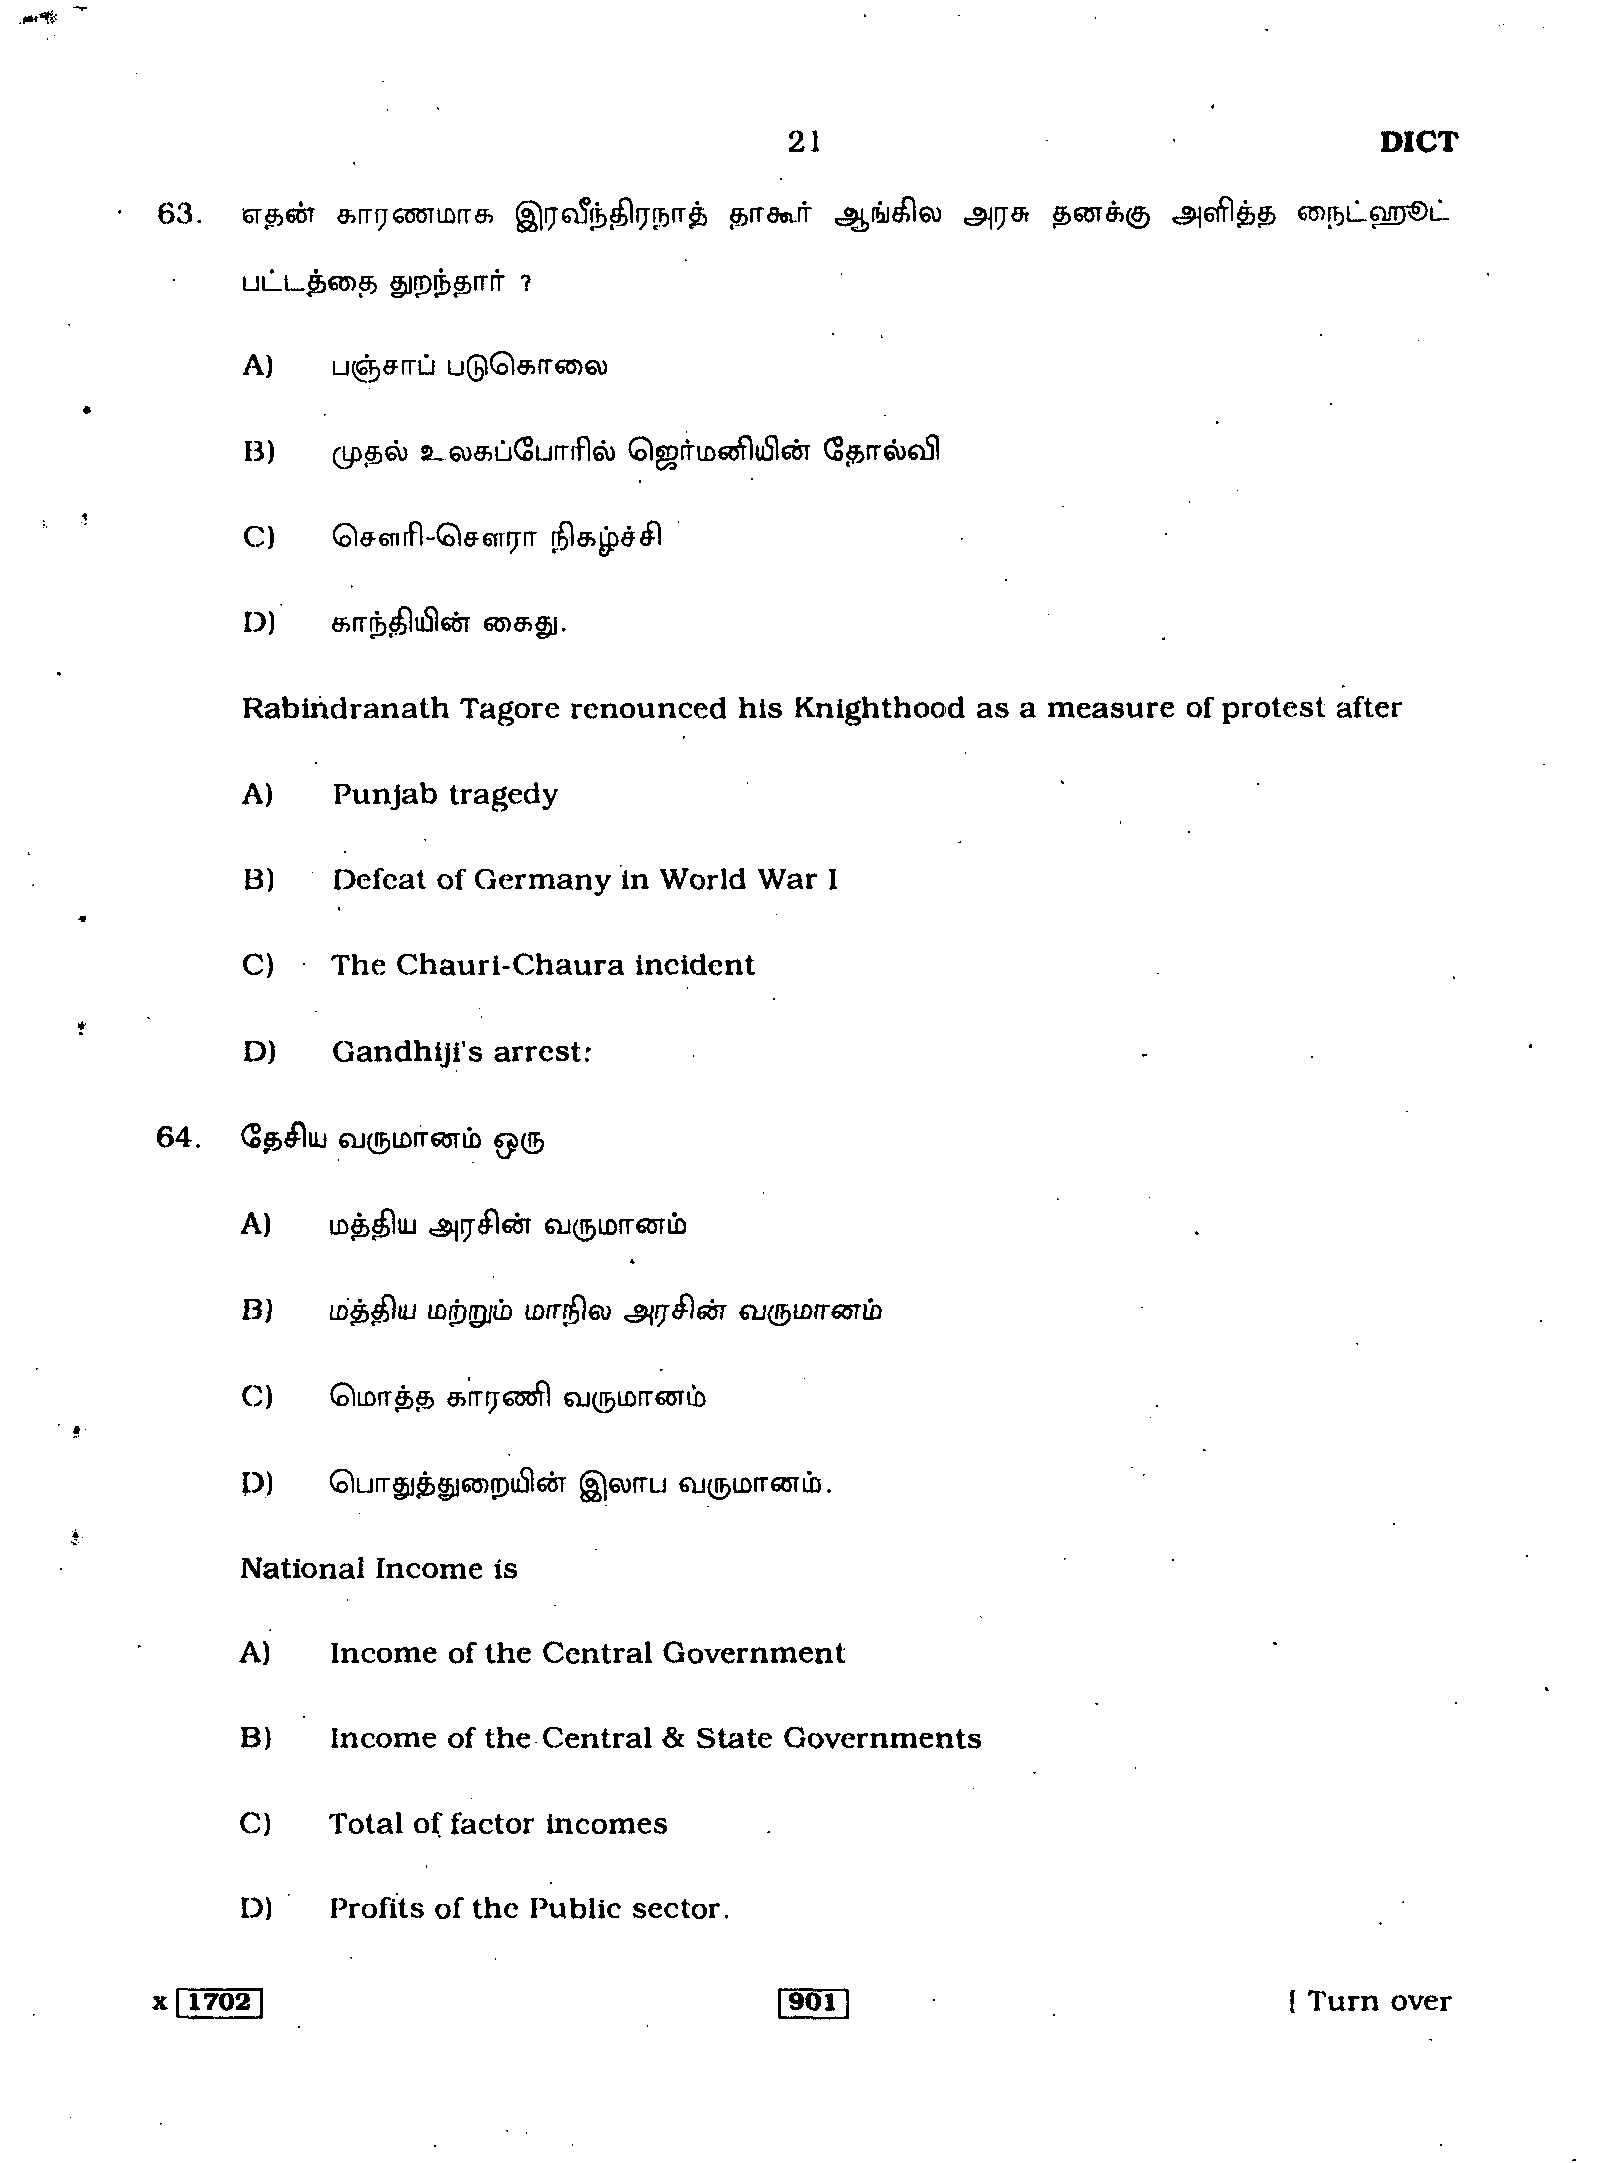 21 DICT
63. எதன் காரணமாக இரவீந்திரநாத் தாகூர் ஆங்கில அரசு தனக்கு அளித்த நைட்ஹூட்
பட்டத்தை துறந்தார் ?
A) பஞ்சாப் படுகொலை
B) முதல் உலகப்போரில் ஜெர்மனியின் தோல்வி
C) சௌரி-சௌரா நிகழ்ச்சி
D) காந்தியின் கைது.
Rabindranath Tagore renounced his Knighthood as a measure of protest after
A) Punjab tragedy
B) Defeat of Germany in World War I
C) The Chauri-Chaura incident
D) Gandhiji's arrest:
64. தேசிய வருமானம் ஒரு
A) மத்திய அரசின் வருமானம்
B) மத்திய மற்றும் மாநில அரசின் வருமானம்
C) மொத்த காரணி வருமானம்
D) பொதுத்துறையின் இலாப வருமானம்.
National Income is
A) Income of the Central Government
B) Income of the Central & State Governments
C) Total of factor incomes
D) Profits of the Public sector.
x 1702 901 [ Turn over